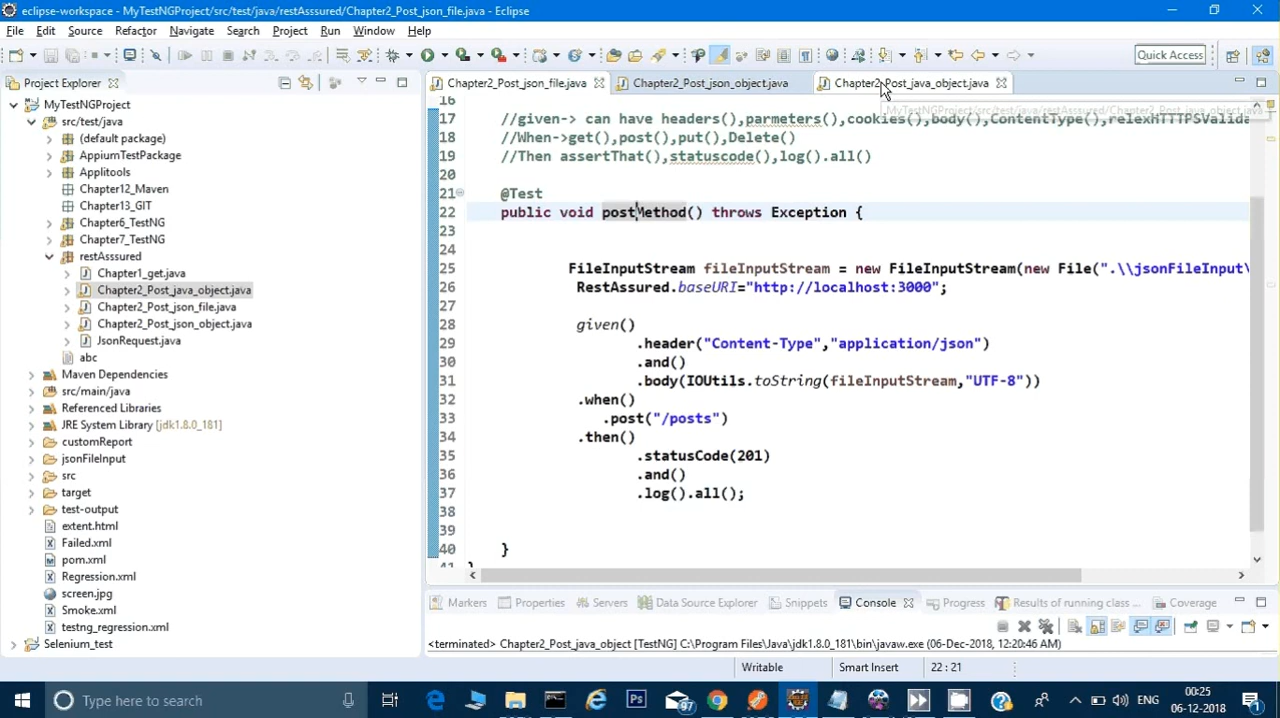 eclipse-workspace - MyTestNGProject/src/test/java/restAssured/Chapter2_Post_json_file.java - Eclipse
File Edit Source Refactor Navigate Search Project Run Window Help
Quick Access
Project Explorer
Chapter2_Post_json_file.java
Chapter2_Post_json_object.java
Chapter2_Post_java_object.java
MyTestNGProject/src/test/java/restAssured/Chapter2_Post_java_object.java
MyTestNGProject
src/test/java
(default package)
AppiumTestPackage
Applitools
Chapter12_Maven
Chapter13_GIT
Chapter6_TestNG
Chapter7_TestNG
restAssured
Chapter1_get.java
Chapter2_Post_java_object.java
Chapter2_Post_json_file.java
Chapter2_Post_json_object.java
JsonRequest.java
abc
Maven Dependencies
src/main/java
Referenced Libraries
JRE System Library [jdk1.8.0_181]
customReport
jsonFileInput
src
target
test-output
extent.html
Failed.xml
pom.xml
Regression.xml
screen.jpg
Smoke.xml
testng_regression.xml
Selenium_test
16
17 //given-> can have headers(),parmeters(),cookies(),body(),ContentType(),relexHTTTPSValida
18 //When->get(),post(),put(),Delete()
19 //Then assertThat(),statuscode(),log().all()
20
21 @Test
22 public void postMethod() throws Exception {
23
24
25 FileInputStream fileInputStream = new FileInputStream(new File(".\\jsonFileInput\
26 RestAssured.baseURI="http://localhost:3000";
27
28 given()
29 .header("Content-Type","application/json")
30 .and()
31 .body(IOUtils.toString(fileInputStream,"UTF-8"))
32 .when()
33 .post("/posts")
34 .then()
35 .statusCode(201)
36 .and()
37 .log().all();
38
39
40 }
41 }
Markers Properties Servers Data Source Explorer Snippets Console Progress Results of running class ... Coverage
<terminated> Chapter2_Post_java_object [TestNG] C:\Program Files\Java\jdk1.8.0_181\bin\javaw.exe (06-Dec-2018, 12:20:46 AM)
Writable Smart Insert 22 : 21
Type here to search
97
ENG
00:25
06-12-2018
1